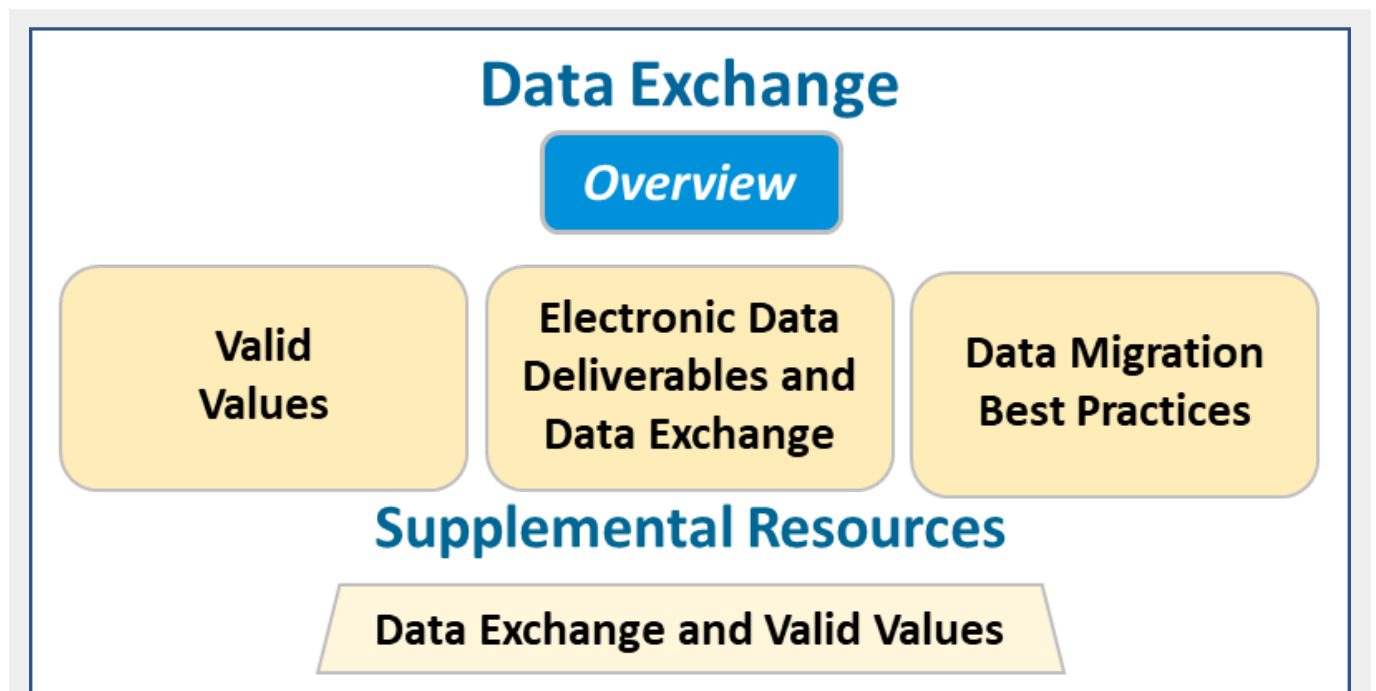 Data Exchange
Overview
Valid
Values
Electronic Data
Deliverables and
Data Exchange
Data Migration
Best Practices
Supplemental Resources
Data Exchange and Valid Values